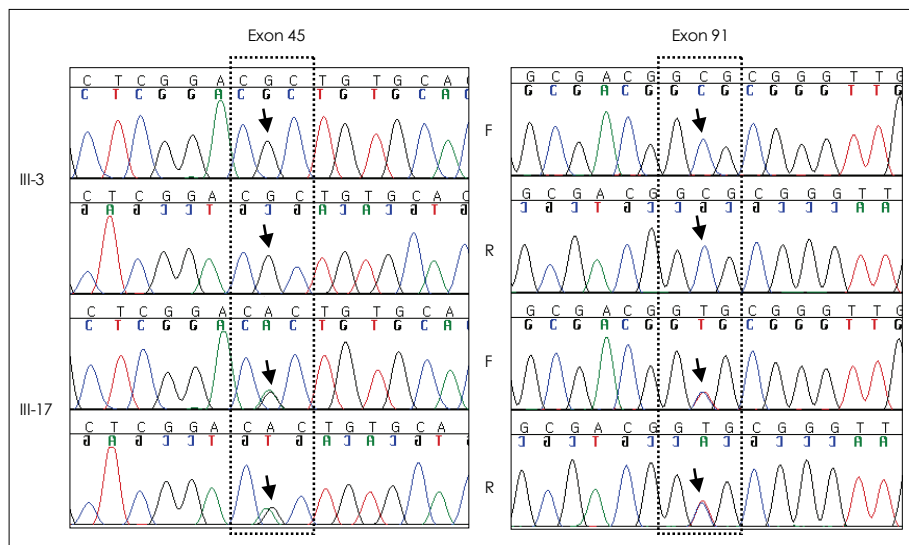 Exon 45
III-3
C T C G G A C G C T G T G C A C
C T C G G A C G C T G T G C A C
C T C G G A C G C T G T G C A C
G A G C C T G C G A C A C G T G
III-17
C T C G G A C A C T G T G C A C
C T C G G A C A C T G T G C A C
C T C G G A C A C T G T G C A C
G A G C C T G T G A C A C G T G
Exon 91
F
G C G A C G G C G C G G G T T G
G C G A C G G C G C G G G T T G
R
G C G A C G G C G C G G G T T
C G C T G C C G C G C C C A A
F
G C G A C G G T G C G G G T T G
G C G A C G G T G C G G G T T G
R
G C G A C G G T G C G G G T T
C G C T G C C A C G C C C A A